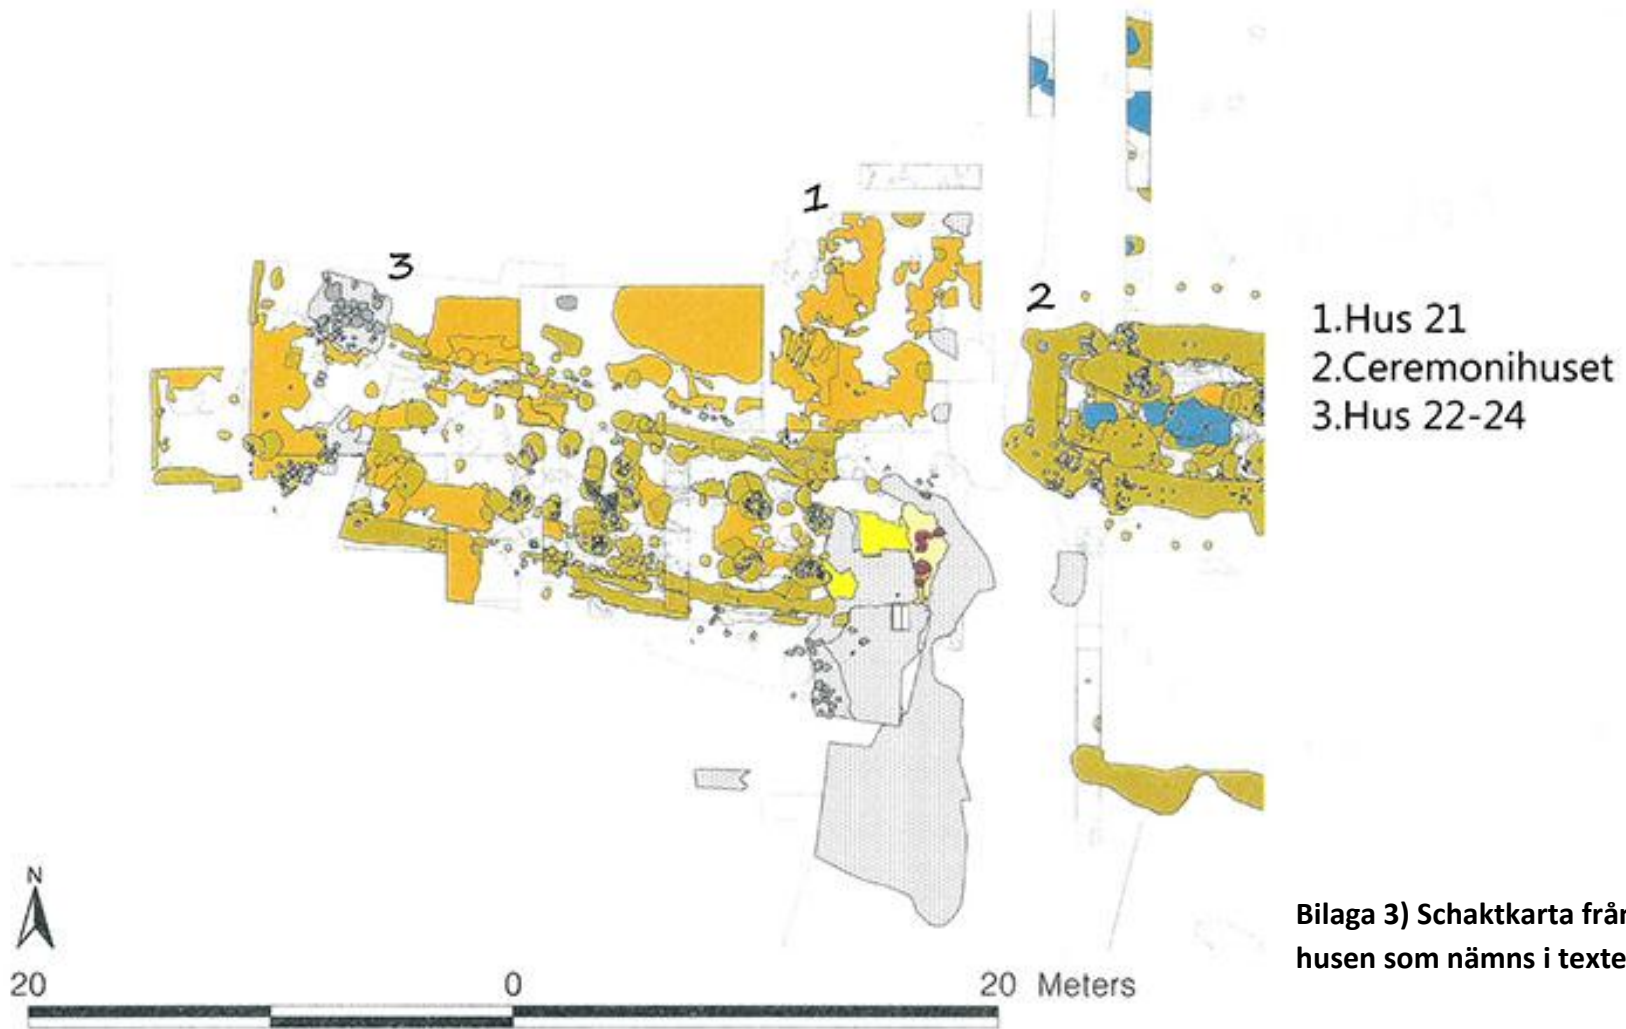 1
3
2
1.Hus 21
2.Ceremonihuset
3.Hus 22-24
N
Bilaga 3) Schaktkarta från
husen som nämns i texte
20 0 20 Meters